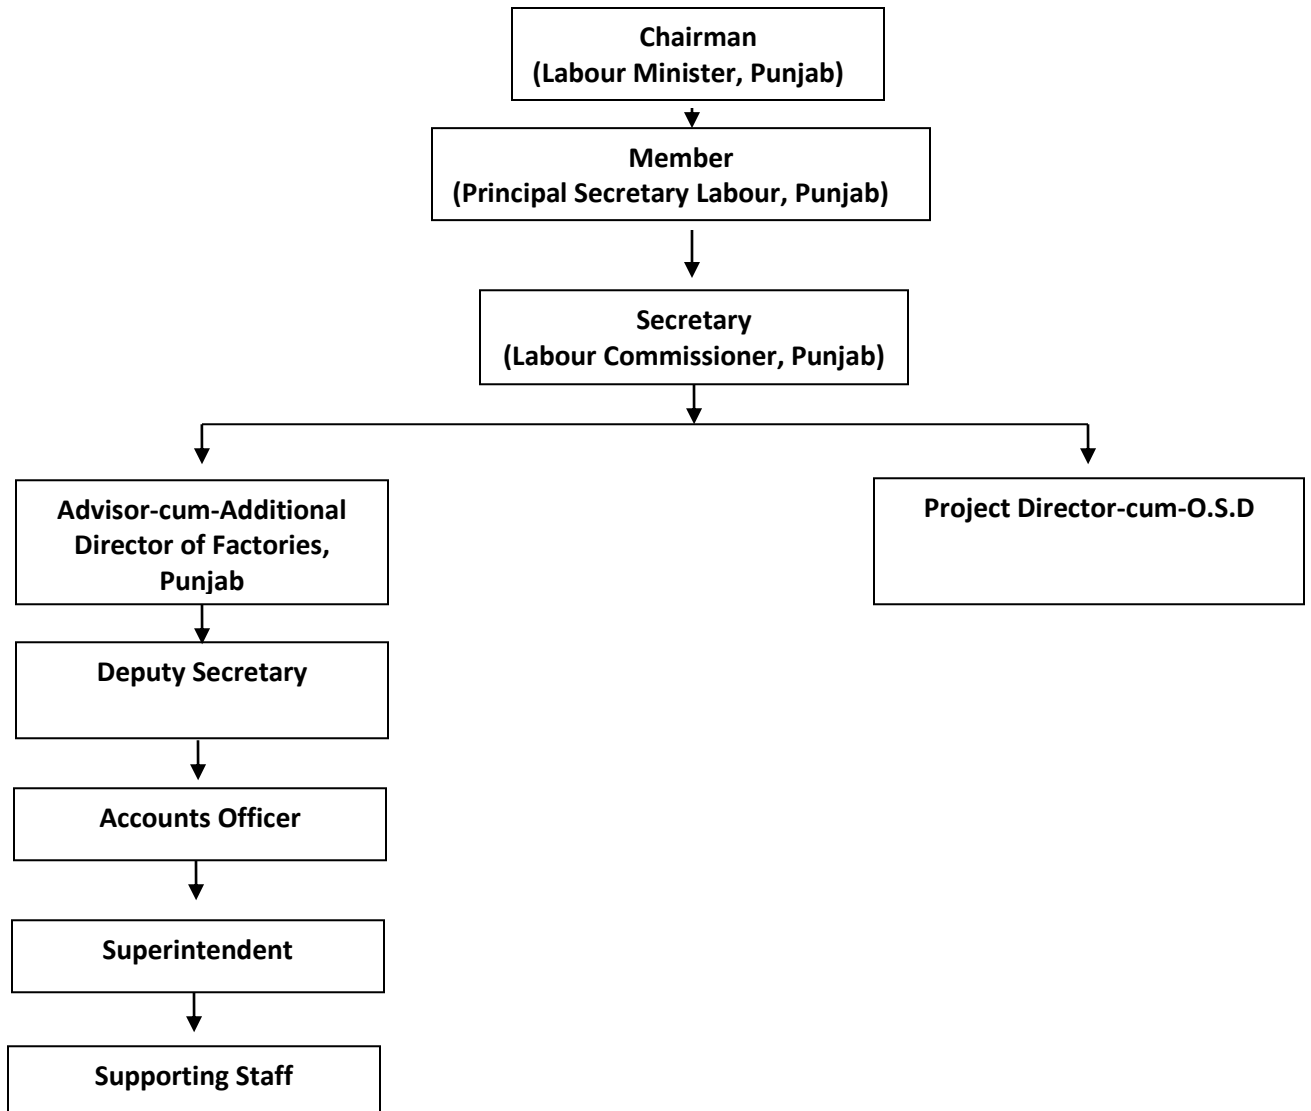 Chairman
(Labour Minister, Punjab)
Member
(Principal Secretary Labour, Punjab)
Secretary
(Labour Commissioner, Punjab)
Advisor-cum-Additional
Director of Factories,
Punjab
Project Director-cum-O.S.D
Deputy Secretary
Accounts Officer
Superintendent
Supporting Staff